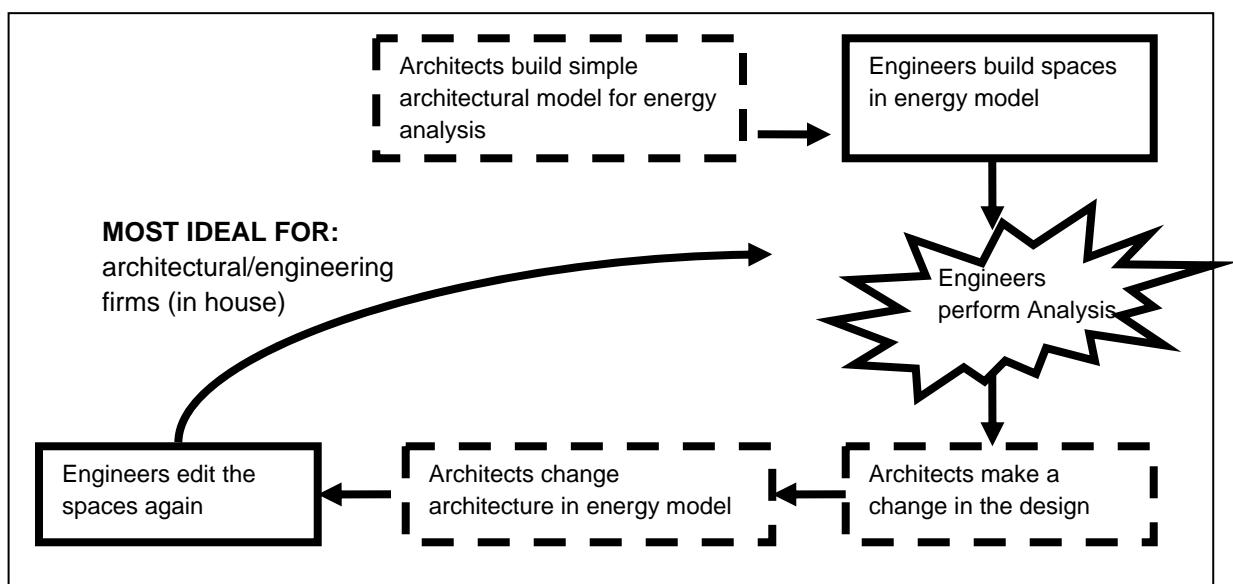 Architects build simple
architectural model for energy
analysis
Engineers build spaces
in energy model
MOST IDEAL FOR:
architectural/engineering
firms (in house)
Engineers
perform Analysis
Architects make a
change in the design
Architects change
architecture in energy model
Engineers edit the
spaces again